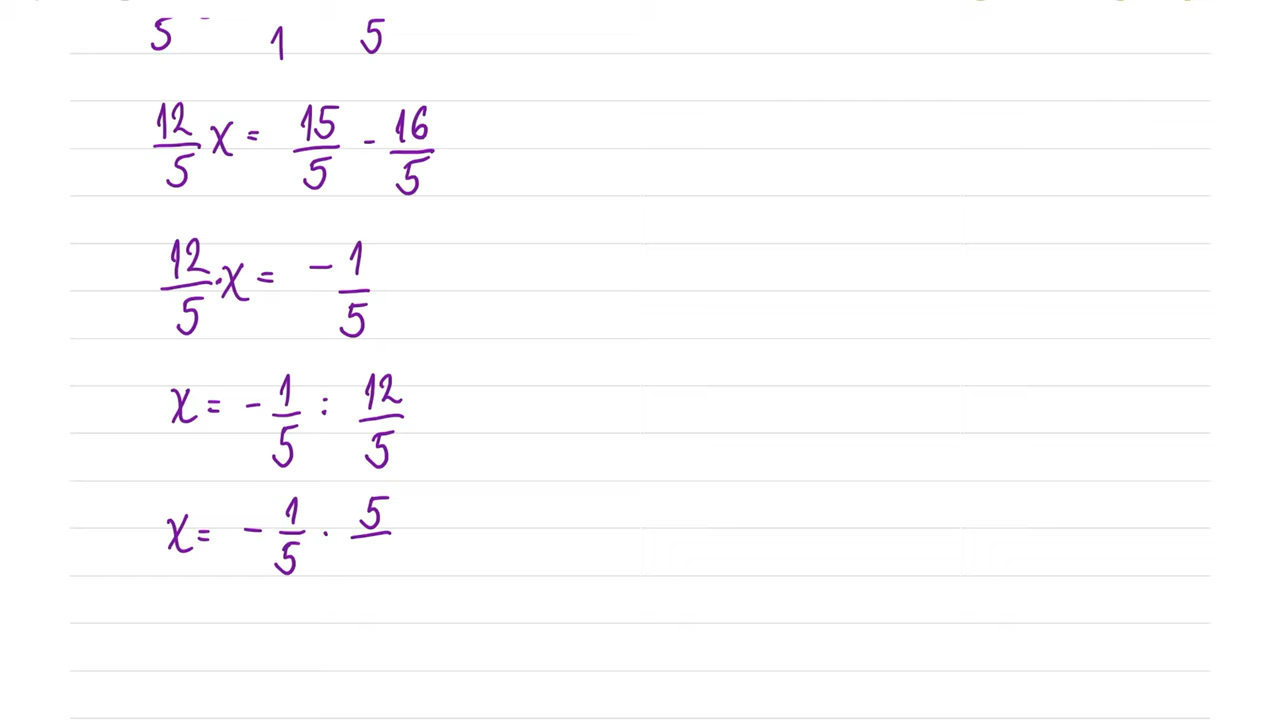 5 1 5
12/5 x = 15/5 - 16/5
12/5 · x = - 1/5
x = - 1/5 : 12/5
x = - 1/5 · 5/